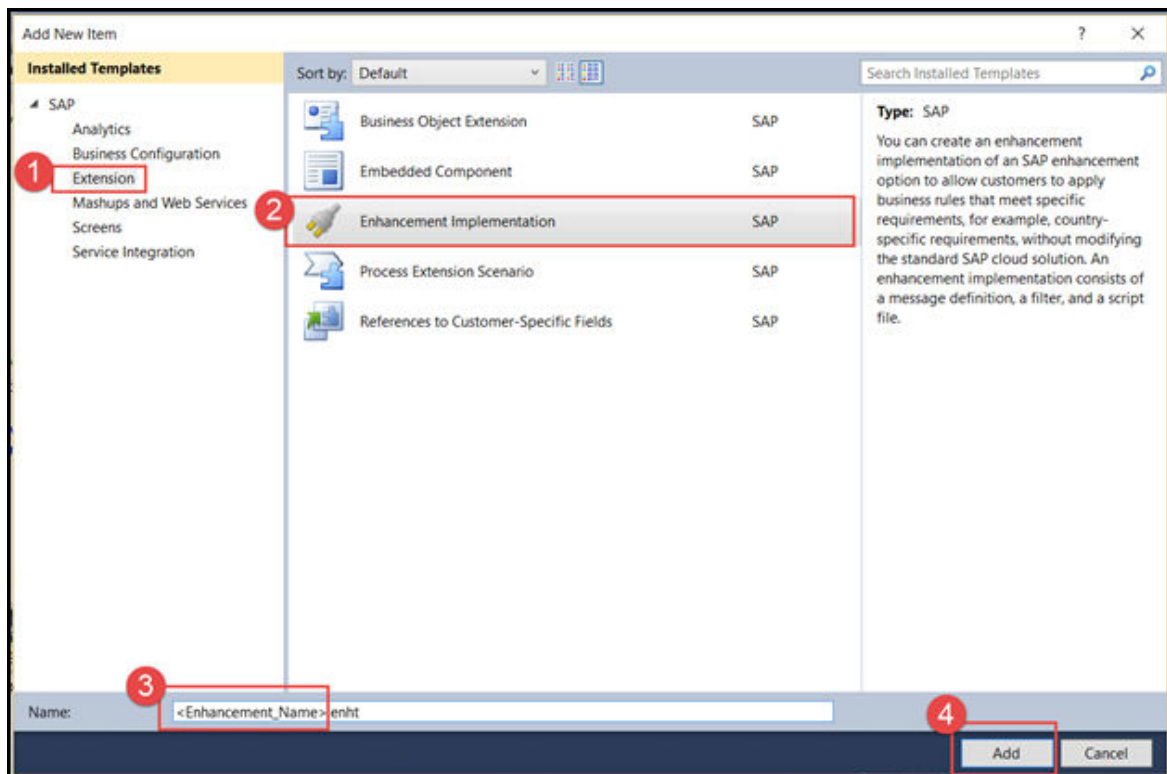 Add New Item
? ×
Installed Templates
Sort by: Default
Search Installed Templates
SAP
Analytics
Business Configuration
1
Extension
Mashups and Web Services
Screens
Service Integration
Business Object Extension SAP
Embedded Component SAP
2
Enhancement Implementation SAP
Process Extension Scenario SAP
References to Customer-Specific Fields SAP
Type: SAP
You can create an enhancement
implementation of an SAP enhancement
option to allow customers to apply
business rules that meet specific
requirements, for example, country-
specific requirements, without modifying
the standard SAP cloud solution. An
enhancement implementation consists of
a message definition, a filter, and a script
file.
3
Name: <Enhancement_Name>.enht
4
Add Cancel